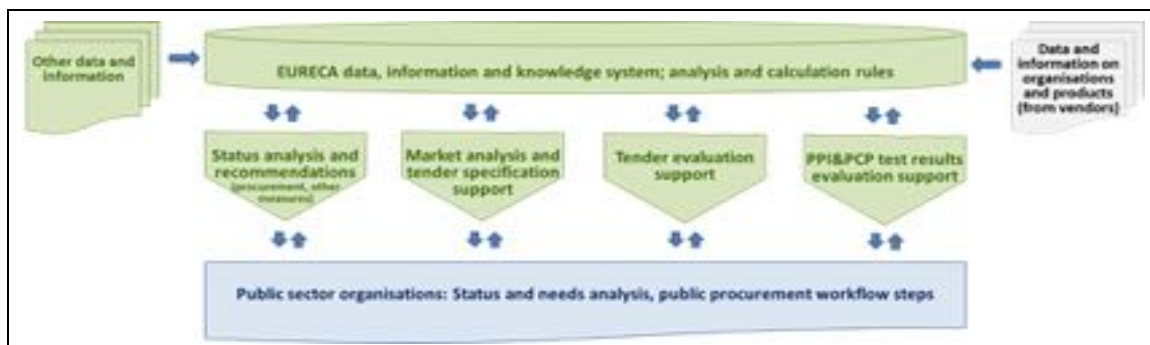 Other data and
information
EURECA data, information and knowledge system; analysis and calculation rules
Data and
information on
organisations
and products
(from vendors)
Status analysis and
recommendations
(procurement, other
measures)
Market analysis and
tender specification
support
Tender evaluation
support
PPI&PCP test results
evaluation support
Public sector organisations: Status and needs analysis, public procurement workflow steps